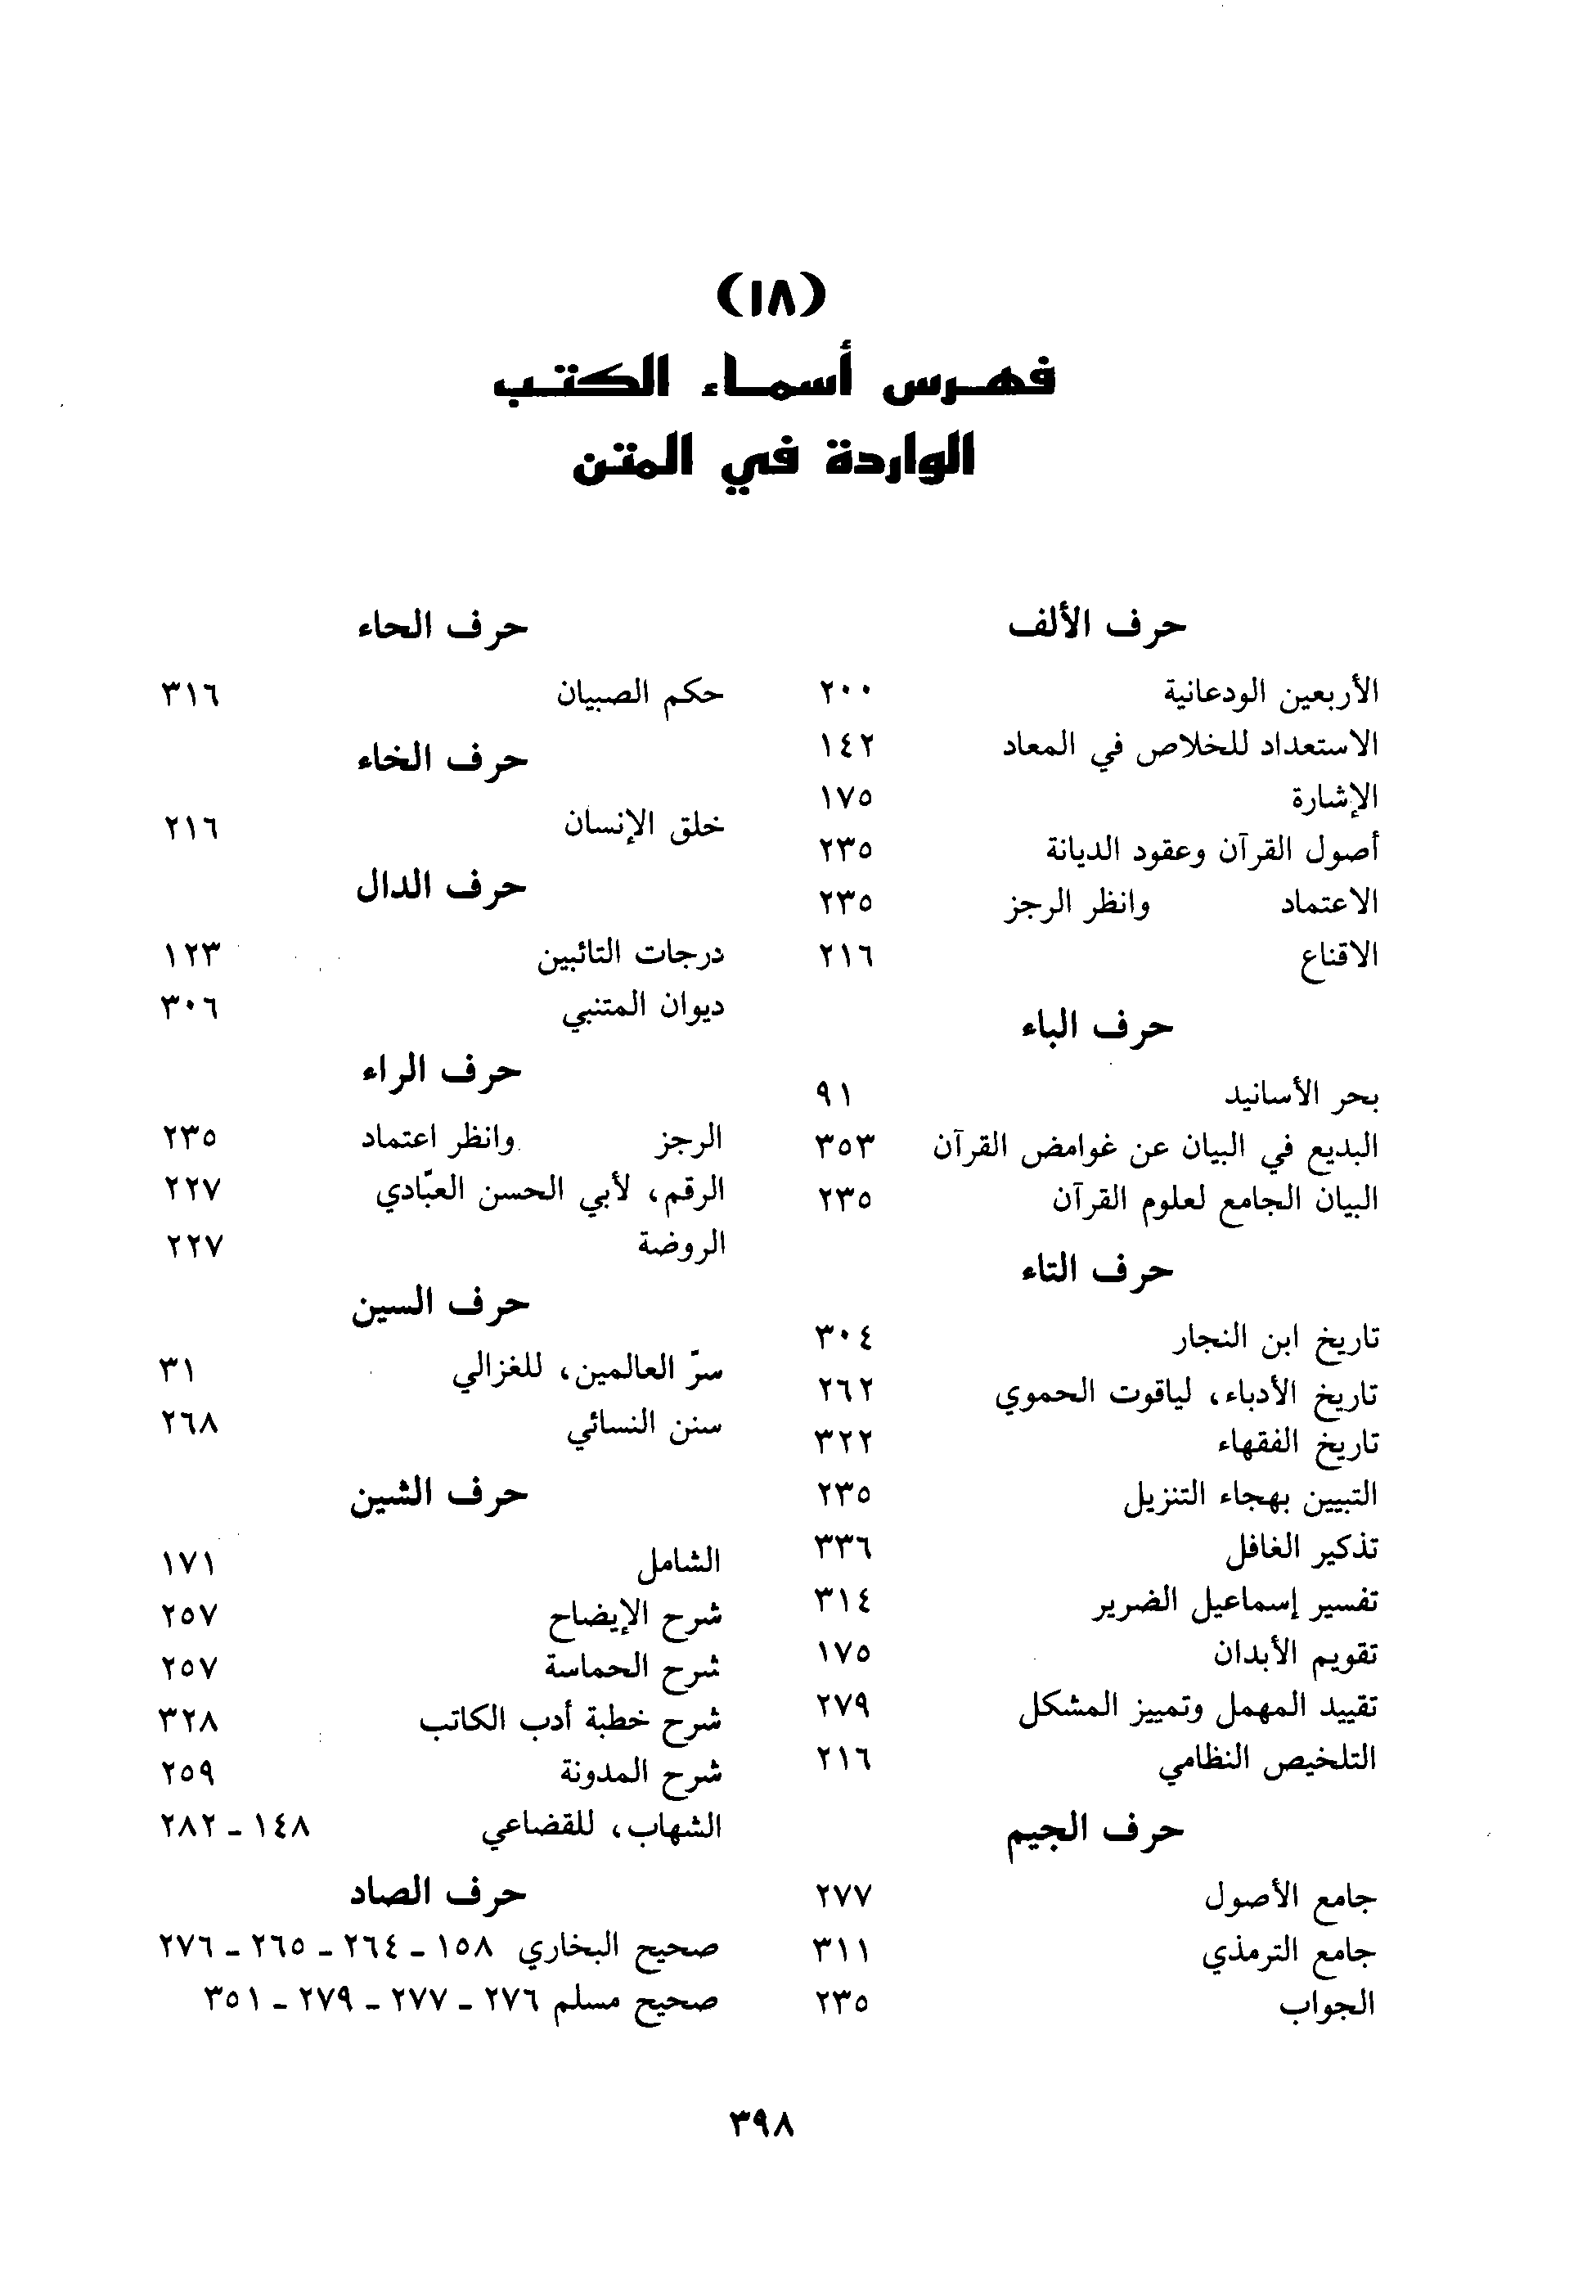 (١٨)
فهرس أسماء الكتب
الواردة في المتن
حرف الألف
الأربعين الودعانية ٢٠٠
الاستعداد للخلاص في المعاد ١٤٢
الإشارة ١٧٥
أصول القرآن وعقود الديانة ٢٣٥
الاعتماد وانظر الرجز ٢٣٥
الاقناع ٢١٦
حرف الباء
بحر الأسانيد ٩١
البديع في البيان عن غوامض القرآن ٣٥٣
البيان الجامع لعلوم القرآن ٢٣٥
حرف التاء
تاريخ ابن النجار ٣٠٤
تاريخ الأدباء، لياقوت الحموي ٢٦٢
تاريخ الفقهاء ٣٢٢
التبيين بهجاء التنزيل ٢٣٥
تذكير الغافل ٣٣٦
تفسير إسماعيل الضرير ٣١٤
تقويم الأبدان ١٧٥
تقييد المهمل وتمييز المشكل ٢٧٩
التلخيص النظامي ٢١٦
حرف الجيم
جامع الأصول ٢٧٧
جامع الترمذي ٣١١
الجواب ٢٣٥
حرف الحاء
حكم الصبيان ٣١٦
حرف الخاء
خلق الإنسان ٢١٦
حرف الدال
درجات التائبين ١٢٣
ديوان المتنبي ٣٠٦
حرف الراء
الرجز وانظر اعتماد ٢٣٥
الرقم، لأبي الحسن العبّادي ٢٢٧
الروضة ٢٢٧
حرف السين
سرّ العالمين، للغزالي ٣١
سنن النسائي ٢٦٨
حرف الشين
الشامل ١٧١
شرح الإيضاح ٢٥٧
شرح الحماسة ٢٥٧
شرح خطبة أدب الكاتب ٣٢٨
شرح المدونة ٢٥٩
الشهاب، للقضاعي ١٤٨ - ٢٨٢
حرف الصاد
صحيح البخاري ١٥٨ - ٢٦٤ - ٢٦٥ - ٢٧٦
صحيح مسلم ٢٧٦ - ٢٧٧ - ٢٧٩ - ٣٥١
٣٩٨